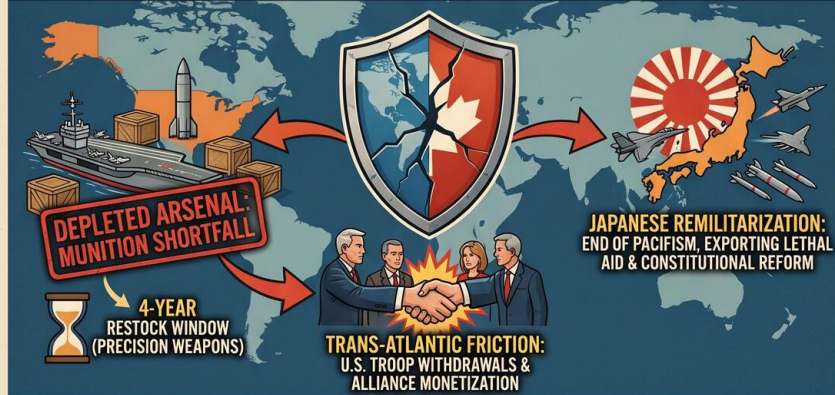 DEPLETED ARSENAL:
MUNITION SHORTFALL
4-YEAR
RESTOCK WINDOW
(PRECISION WEAPONS)
TRANS-ATLANTIC FRICTION:
U.S. TROOP WITHDRAWALS &
ALLIANCE MONETIZATION
JAPANESE REMILITARIZATION:
END OF PACIFISM, EXPORTING LETHAL
AID & CONSTITUTIONAL REFORM